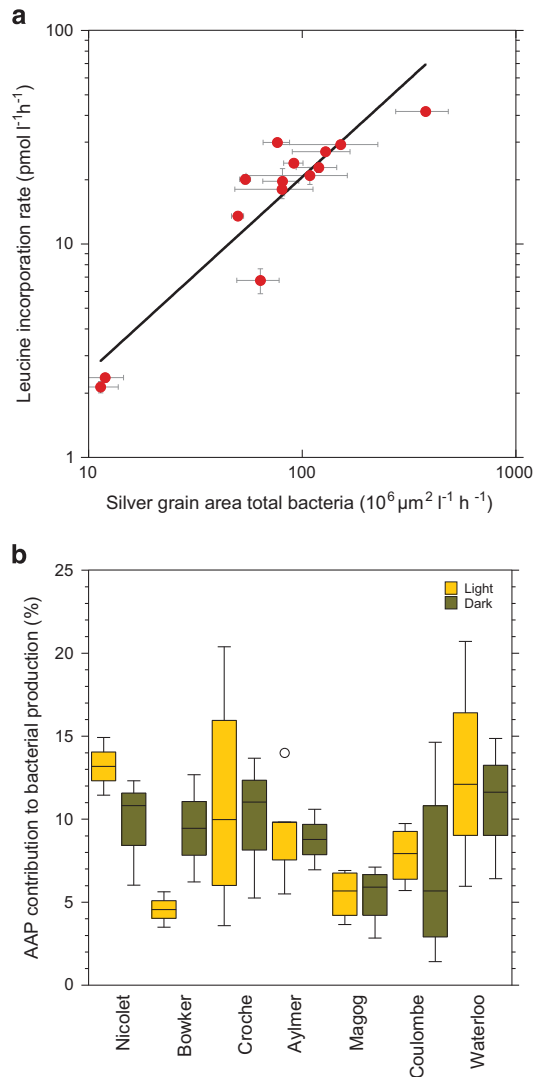 a
100
10
1
Leucine incorporation rate (pmol l⁻¹h⁻¹)
10 100 1000
Silver grain area total bacteria (10⁶ µm² l⁻¹ h⁻¹)
b
25
20
15
10
5
0
AAP contribution to bacterial production (%)
Light
Dark
Nicolet
Bowker
Croche
Aylmer
Magog
Coulombe
Waterloo